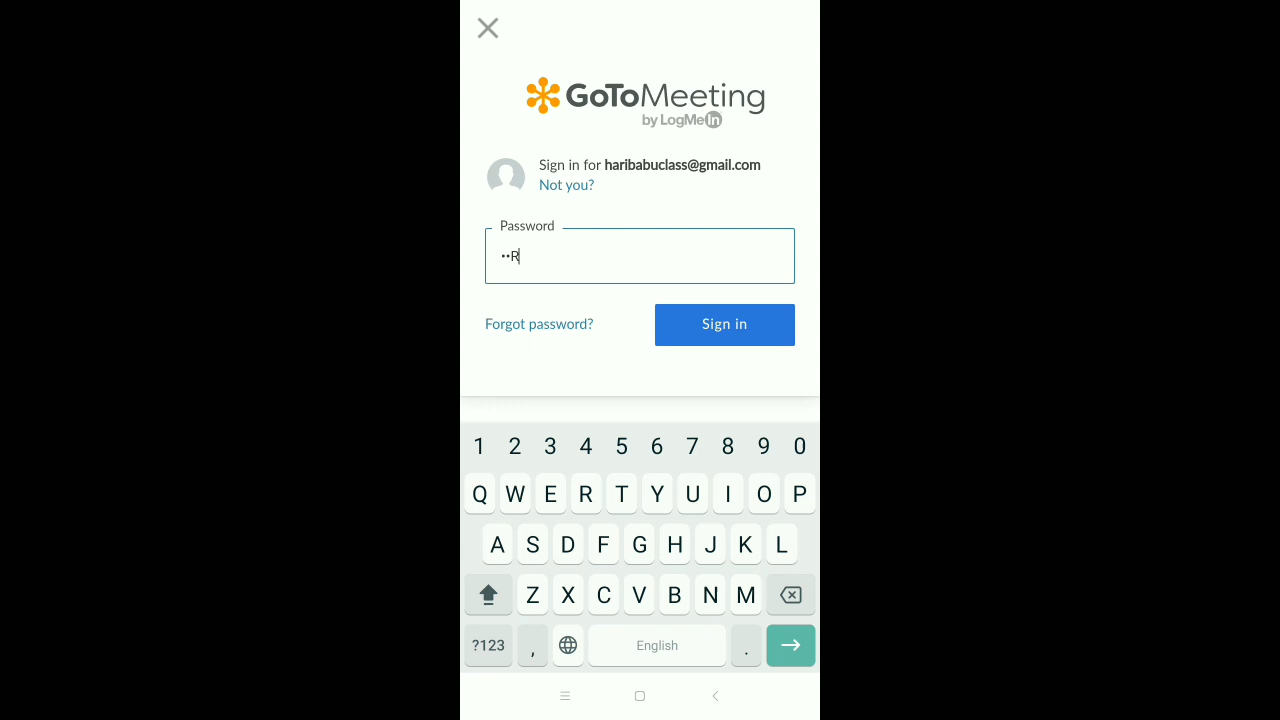 GoToMeeting
by LogMeIn
Sign in for haribabuclass@gmail.com
Not you?
Password
••R
Forgot password?
Sign in
1 2 3 4 5 6 7 8 9 0
Q W E R T Y U I O P
A S D F G H J K L
Z X C V B N M
?123 , English .